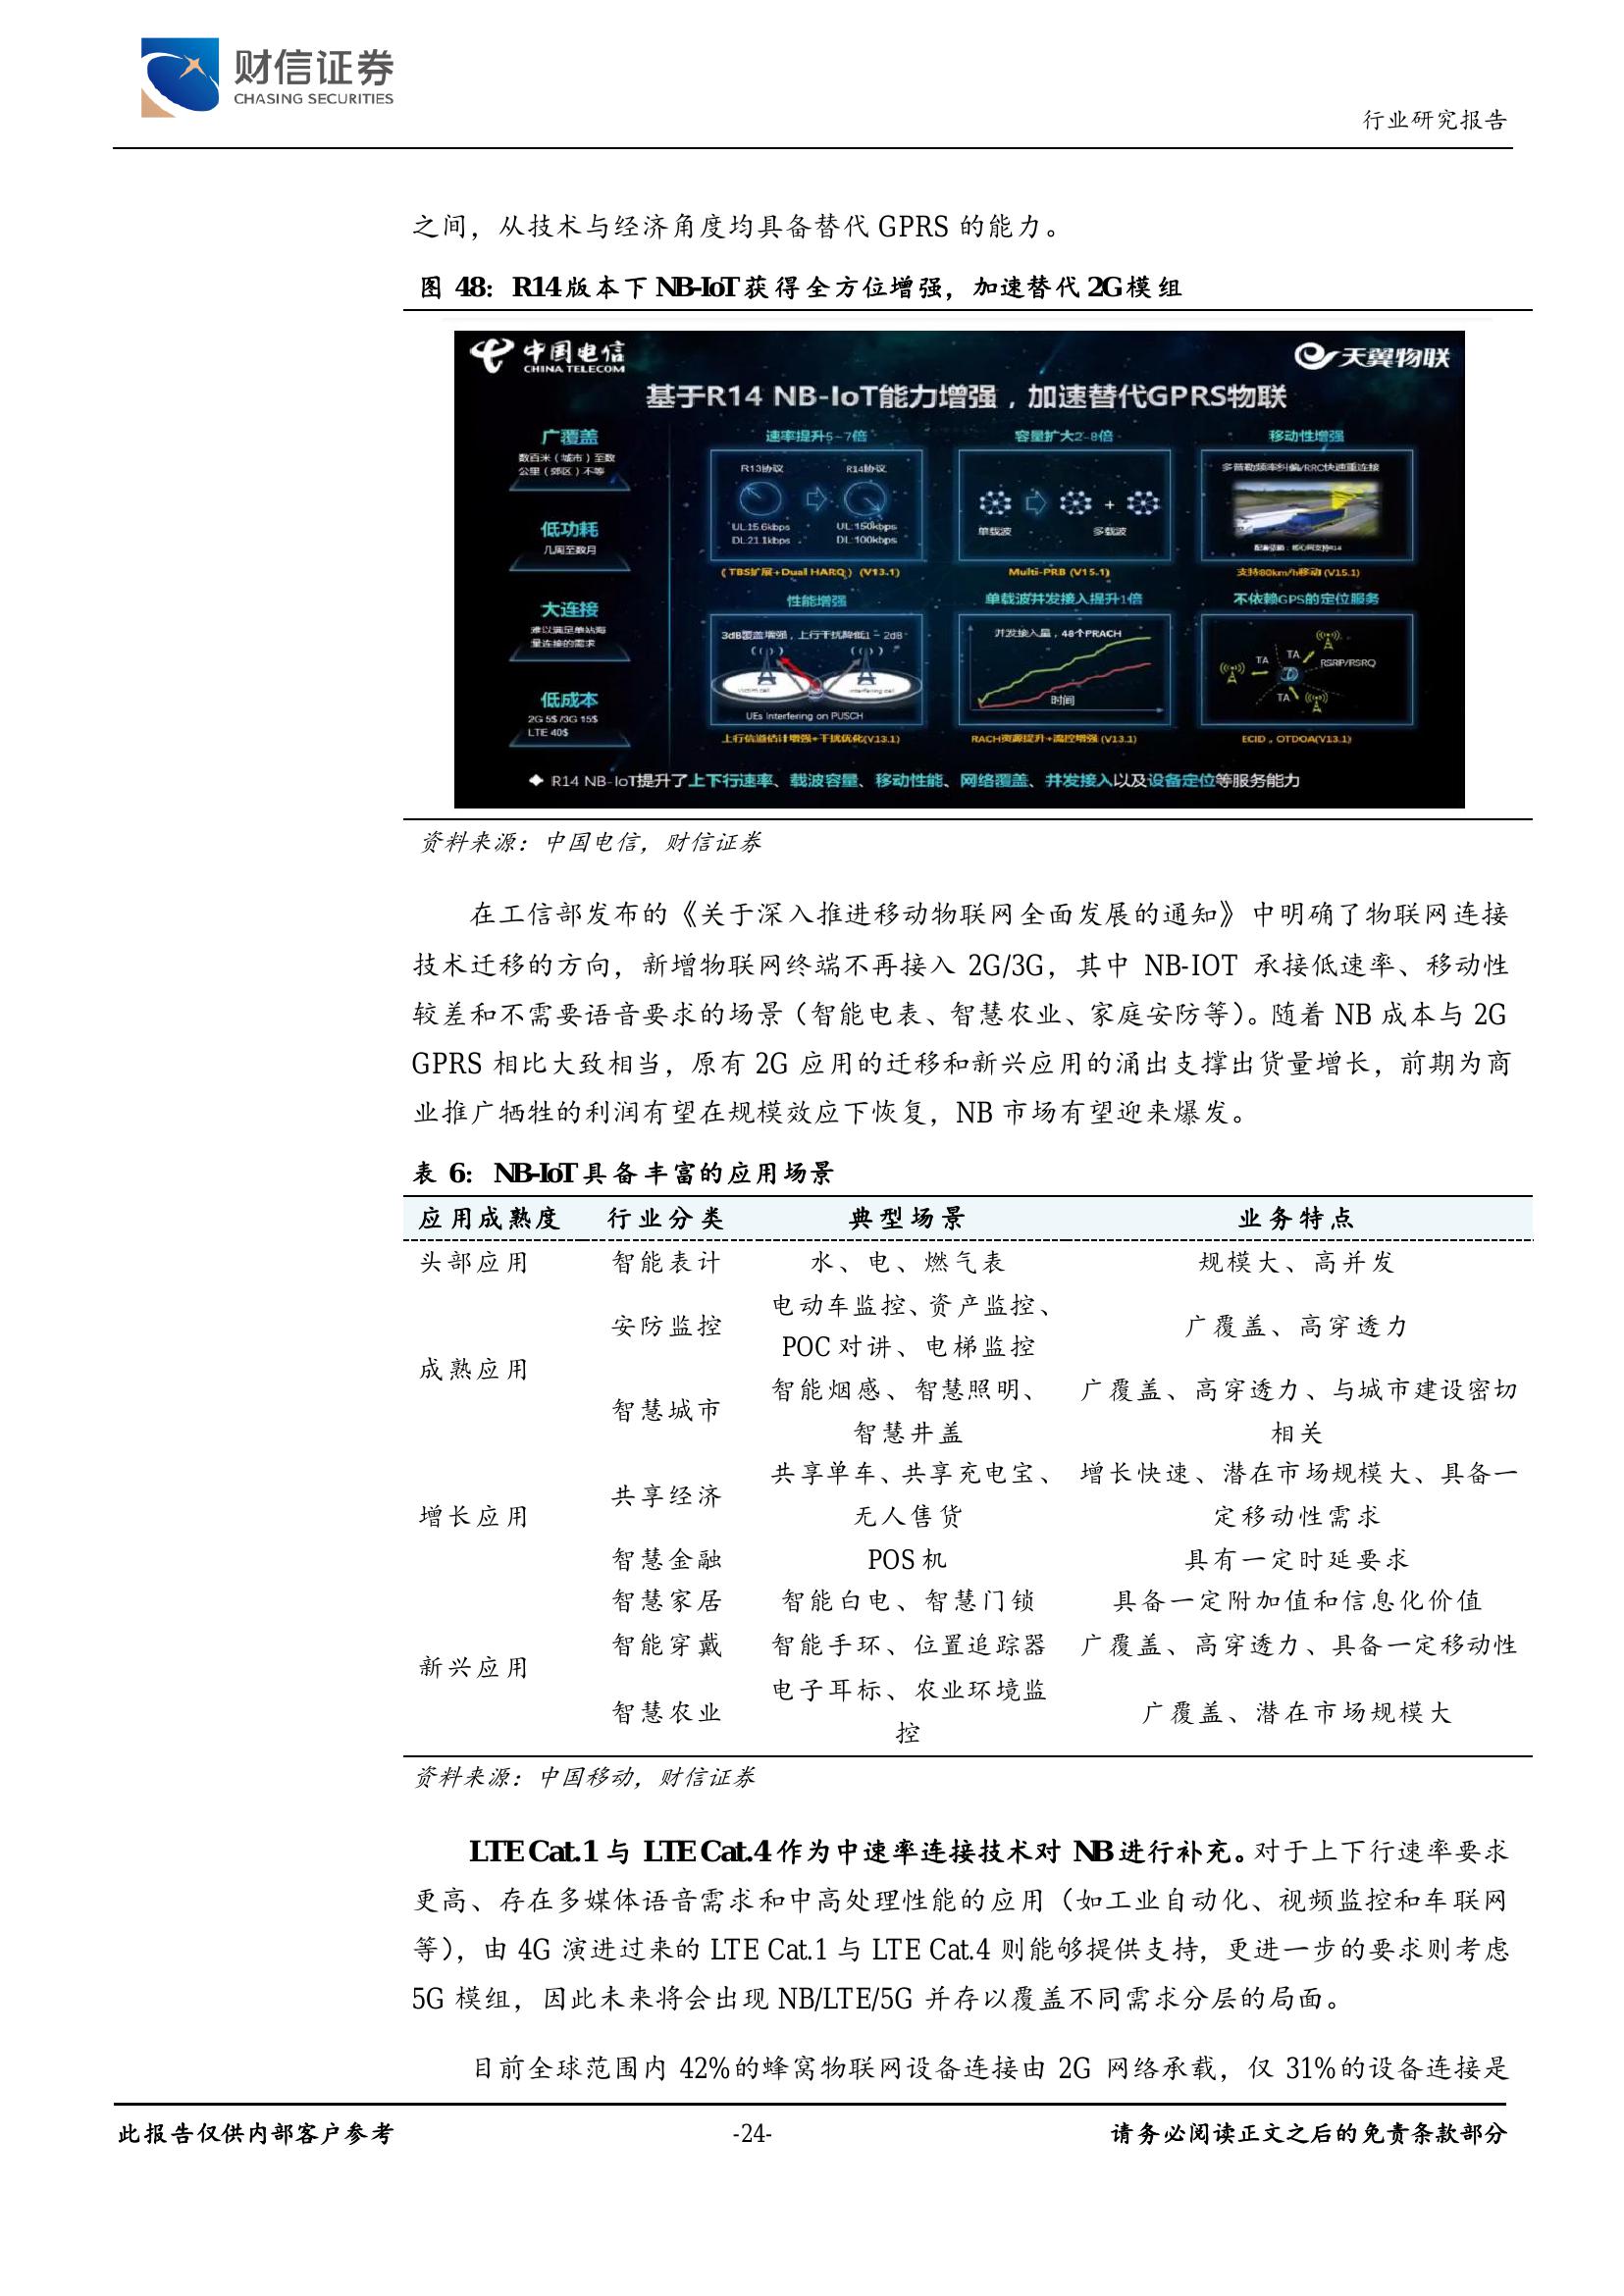 财信证券
CHASING SECURITIES
行业研究报告
之间，从技术与经济角度均具备替代 GPRS 的能力。
图 48：R14 版本下 NB-IoT 获得全方位增强，加速替代 2G 模组
中国电信
CHINA TELECOM
天翼物联
基于R14 NB-IoT能力增强，加速替代GPRS物联
广覆盖
数百米（城市）至数
公里（郊区）不等
低功耗
几周至数月
大连接
难以满足单站海
量连接的需求
低成本
2G 5$ /3G 15$
LTE 40$
速率提升5-7倍
R13协议 R14协议
UL:15.6kbps UL:150kbps
DL:21.1kbps DL:100kbps
（TBS扩展+Dual HARQ）(V13.1)
容量扩大2-8倍
单载波 多载波
Multi-PRB (V15.1)
移动性增强
多普勒频率纠偏/RRC快速重连接
支持80km/h移动 (V15.1)
性能增强
3dB覆盖增强，上行干扰降低1-2dB
Victim cell Interfering cell
UEs Interfering on PUSCH
上行信道估计增强+干扰优化(V13.1)
单载波并发接入提升1倍
并发接入量，48个PRACH
时间
RACH资源提升+流控增强 (V13.1)
不依赖GPS的定位服务
TA TA RSRP/RSRQ
TA
ECID，OTDOA(V13.1)
◆ R14 NB-IoT提升了上下行速率、载波容量、移动性能、网络覆盖、并发接入以及设备定位等服务能力
资料来源：中国电信，财信证券
在工信部发布的《关于深入推进移动物联网全面发展的通知》中明确了物联网连接
技术迁移的方向，新增物联网终端不再接入 2G/3G，其中 NB-IOT 承接低速率、移动性
较差和不需要语音要求的场景（智能电表、智慧农业、家庭安防等）。随着 NB 成本与 2G
GPRS 相比大致相当，原有 2G 应用的迁移和新兴应用的涌出支撑出货量增长，前期为商
业推广牺牲的利润有望在规模效应下恢复，NB 市场有望迎来爆发。
表 6：NB-IoT 具备丰富的应用场景
应用成熟度 行业分类 典型场景 业务特点
头部应用 智能表计 水、电、燃气表 规模大、高并发
成熟应用 安防监控 电动车监控、资产监控、
POC 对讲、电梯监控 广覆盖、高穿透力
智慧城市 智能烟感、智慧照明、
智慧井盖 广覆盖、高穿透力、与城市建设密切
相关
增长应用 共享经济 共享单车、共享充电宝、
无人售货 增长快速、潜在市场规模大、具备一
定移动性需求
智慧金融 POS 机 具有一定时延要求
新兴应用 智慧家居 智能白电、智慧门锁 具备一定附加值和信息化价值
智能穿戴 智能手环、位置追踪器 广覆盖、高穿透力、具备一定移动性
智慧农业 电子耳标、农业环境监
控 广覆盖、潜在市场规模大
资料来源：中国移动，财信证券
LTE Cat.1 与 LTE Cat.4 作为中速率连接技术对 NB 进行补充。对于上下行速率要求
更高、存在多媒体语音需求和中高处理性能的应用（如工业自动化、视频监控和车联网
等），由 4G 演进过来的 LTE Cat.1 与 LTE Cat.4 则能够提供支持，更进一步的要求则考虑
5G 模组，因此未来将会出现 NB/LTE/5G 并存以覆盖不同需求分层的局面。
目前全球范围内 42%的蜂窝物联网设备连接由 2G 网络承载，仅 31%的设备连接是
此报告仅供内部客户参考
-24-
请务必阅读正文之后的免责条款部分